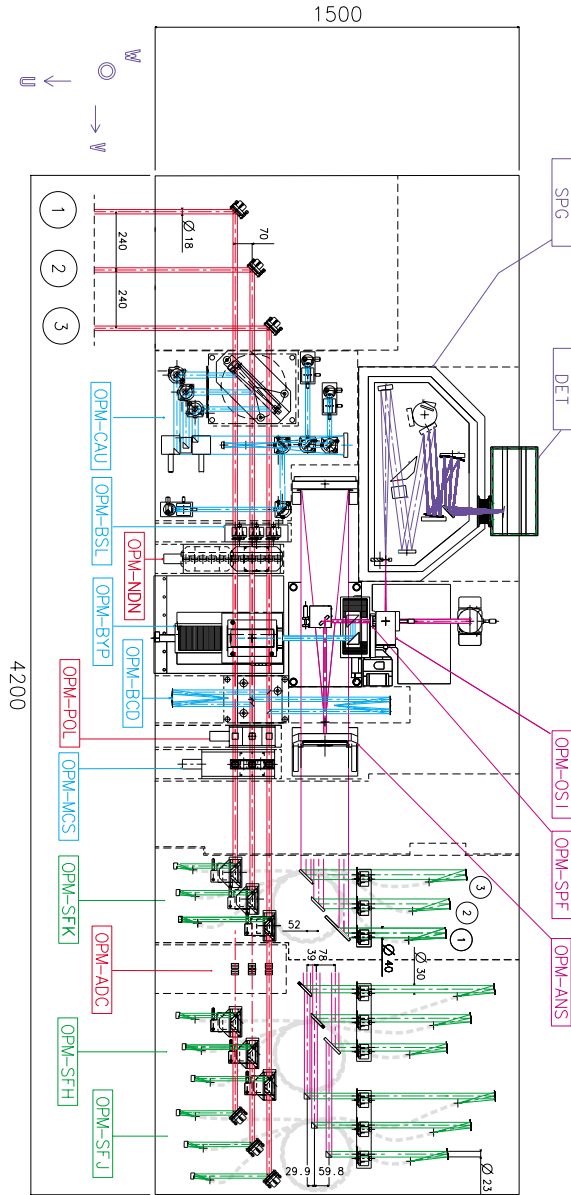 1500
W
U
V
SPG
DET
1
2
3
240
240
Ø 18
70
OPM-CAU
OPM-BSL
OPM-NDN
OPM-BYP
OPM-BCD
OPM-POL
OPM-MCS
OPM-SFK
OPM-ADC
OPM-SFH
OPM-SFJ
4200
OPM-OSI
OPM-SPF
OPM-ANS
3
2
1
52
Ø 40
Ø 30
39
78
29.9
59.8
Ø 23